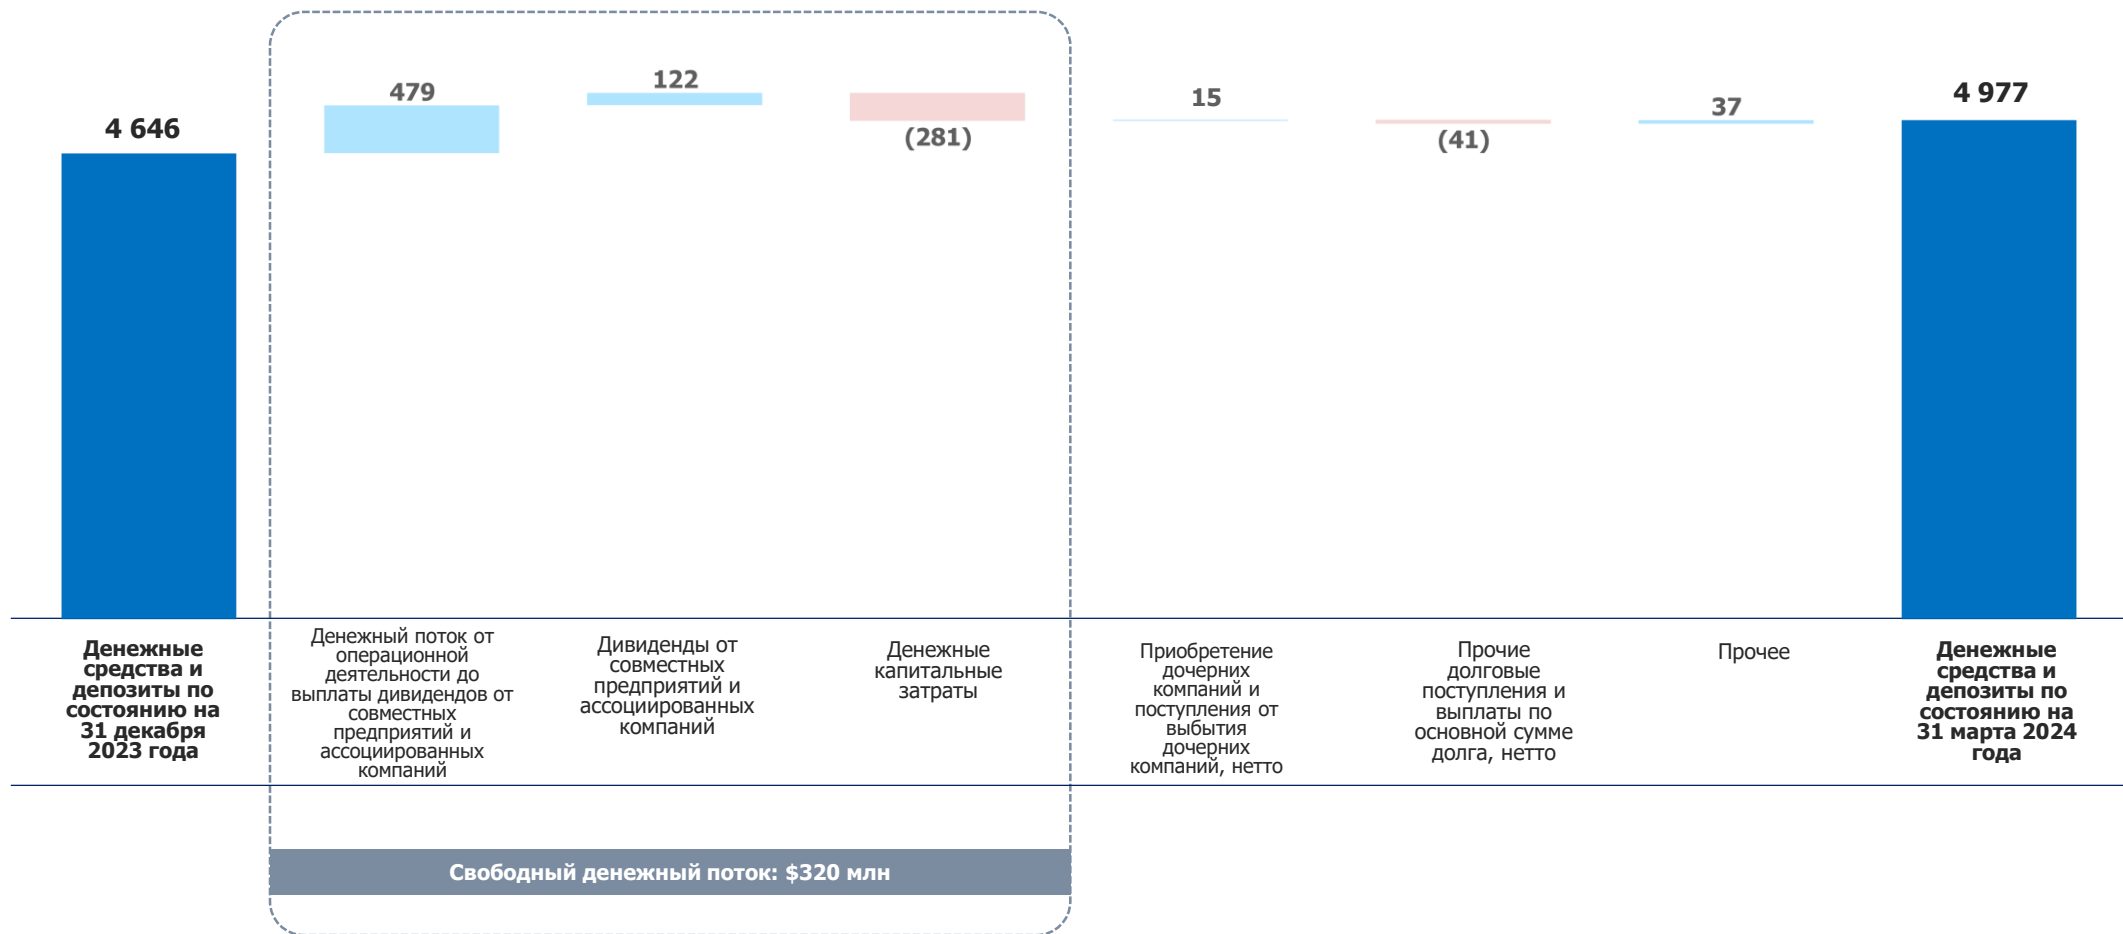 4 646
479
122
(281)
15
(41)
37
4 977
Денежные
средства и
депозиты по
состоянию на
31 декабря
2023 года
Денежный поток от
операционной
деятельности до
выплаты дивидендов от
совместных
предприятий и
ассоциированных
компаний
Дивиденды от
совместных
предприятий и
ассоциированных
компаний
Денежные
капитальные
затраты
Приобретение
дочерних
компаний и
поступления от
выбытия
дочерних
компаний, нетто
Прочие
долговые
поступления и
выплаты по
основной сумме
долга, нетто
Прочее
Денежные
средства и
депозиты по
состоянию на
31 марта 2024
года
Свободный денежный поток: $320 млн